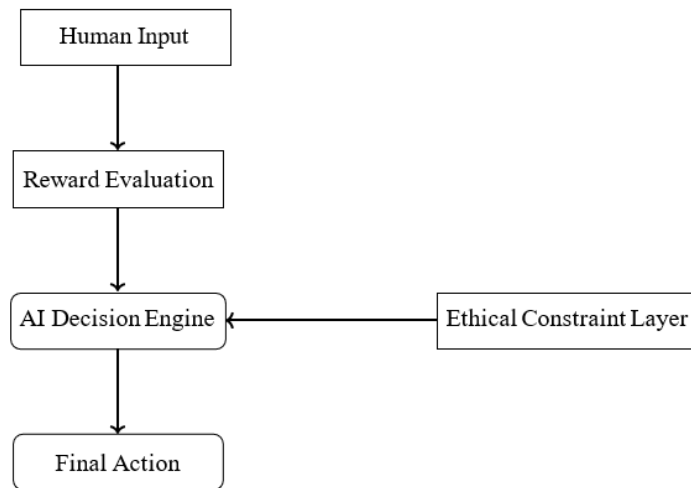 Human Input
Reward Evaluation
AI Decision Engine
Ethical Constraint Layer
Final Action